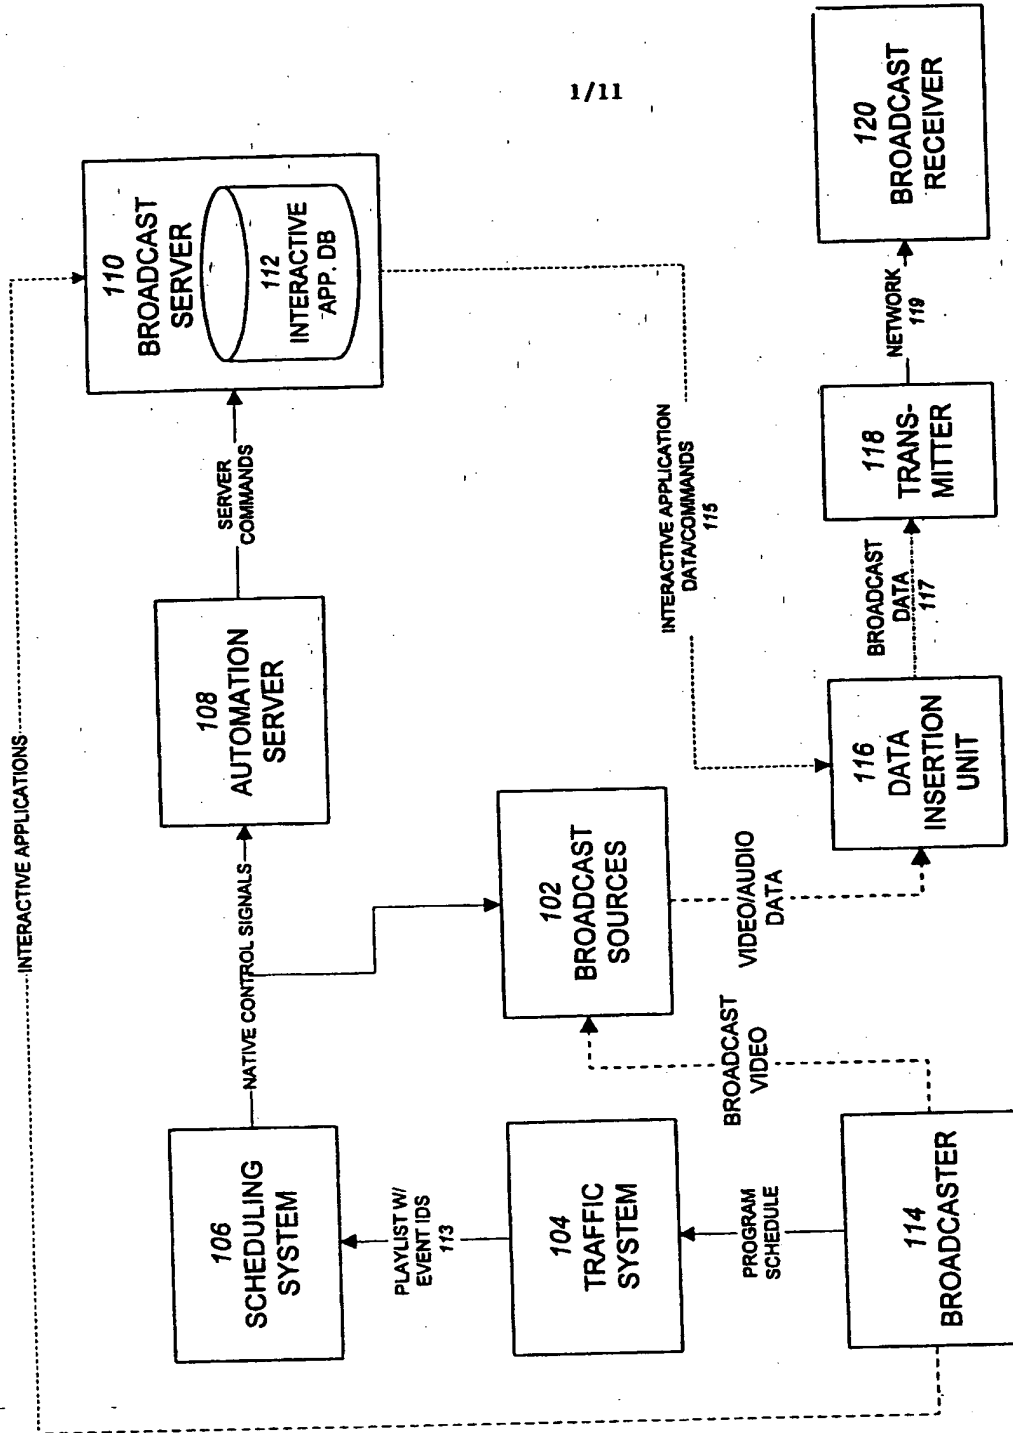 1/11
INTERACTIVE APPLICATIONS
106
SCHEDULING
SYSTEM
NATIVE CONTROL SIGNALS
108
AUTOMATION
SERVER
SERVER
COMMANDS
110
BROADCAST
SERVER
112
INTERACTIVE
APP. DB
PLAYLIST W/
EVENT IDS
113
104
TRAFFIC
SYSTEM
102
BROADCAST
SOURCES
INTERACTIVE APPLICATION
DATA/COMMANDS
115
PROGRAM
SCHEDULE
BROADCAST
VIDEO
VIDEO/AUDIO
DATA
114
BROADCASTER
116
DATA
INSERTION
UNIT
BROADCAST
DATA
117
118
TRANS-
MITTER
NETWORK
119
120
BROADCAST
RECEIVER